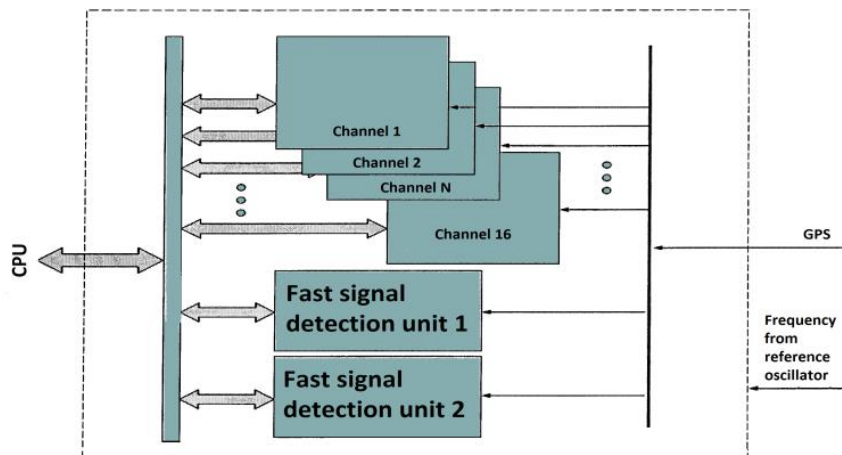 Channel 1
Channel 2
Channel N
Channel 16
CPU
GPS
Fast signal
detection unit 1
Frequency
from
reference
oscillator
Fast signal
detection unit 2